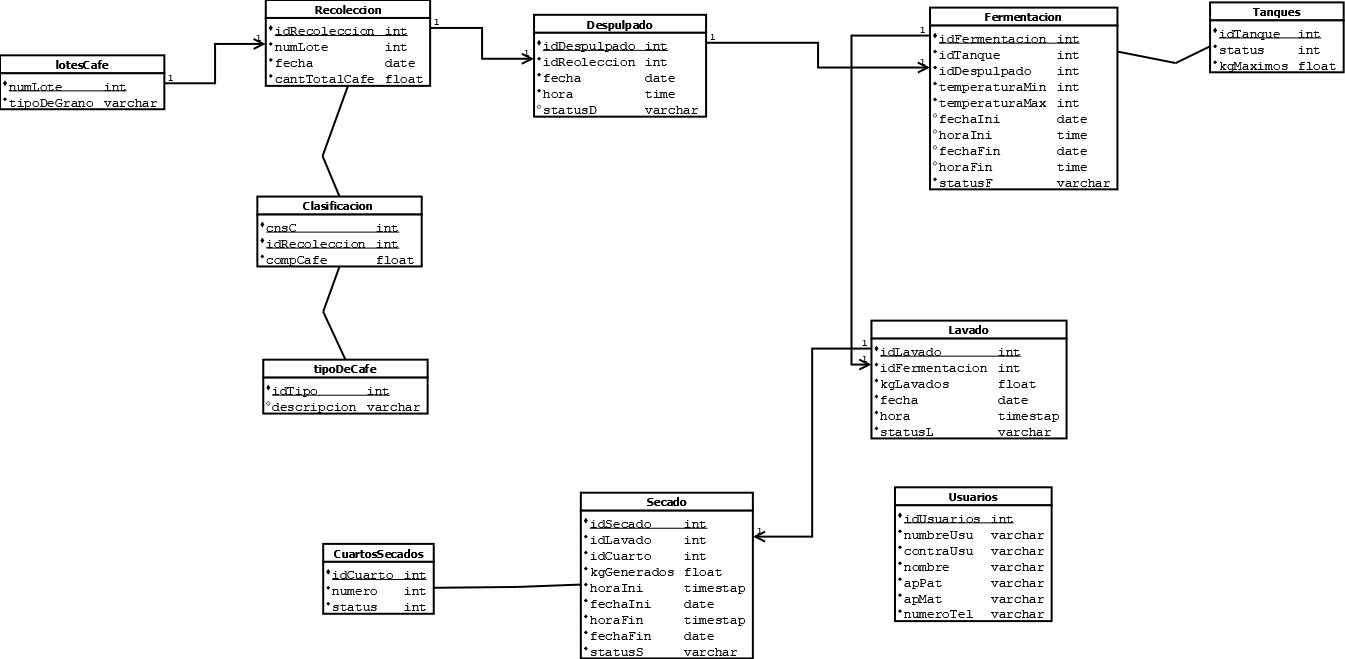 lotesCafe
numLote int
tipoDeGrano varchar
1
1
Recoleccion
idRecoleccion int
numLote int
fecha date
cantTotalCafe float
1
1
Despulpado
idDespulpado int
idReoleccion int
fecha date
hora time
statusD varchar
1
1
Fermentacion
idFermentacion int
idTanque int
idDespulpado int
temperaturaMin int
temperaturaMax int
fechaIni date
horaIni time
fechaFin date
horaFin time
statusF varchar
1
Tanques
idTanque int
status int
kgMaximos float
Clasificacion
cnsC int
idRecoleccion int
compCafe float
tipoDeCafe
idTipo int
descripcion varchar
Lavado
idLavado int
idFermentacion int
kgLavados float
fecha date
hora timestap
statusL varchar
1
1
CuartosSecados
idCuarto int
numero int
status int
Secado
idSecado int
idLavado int
idCuarto int
kgGenerados float
horaIni timestap
fechaIni date
horaFin timestap
fechaFin date
statusS varchar
1
Usuarios
idUsuarios int
numbreUsu varchar
contraUsu varchar
nombre varchar
apPat varchar
apMat varchar
numeroTel varchar